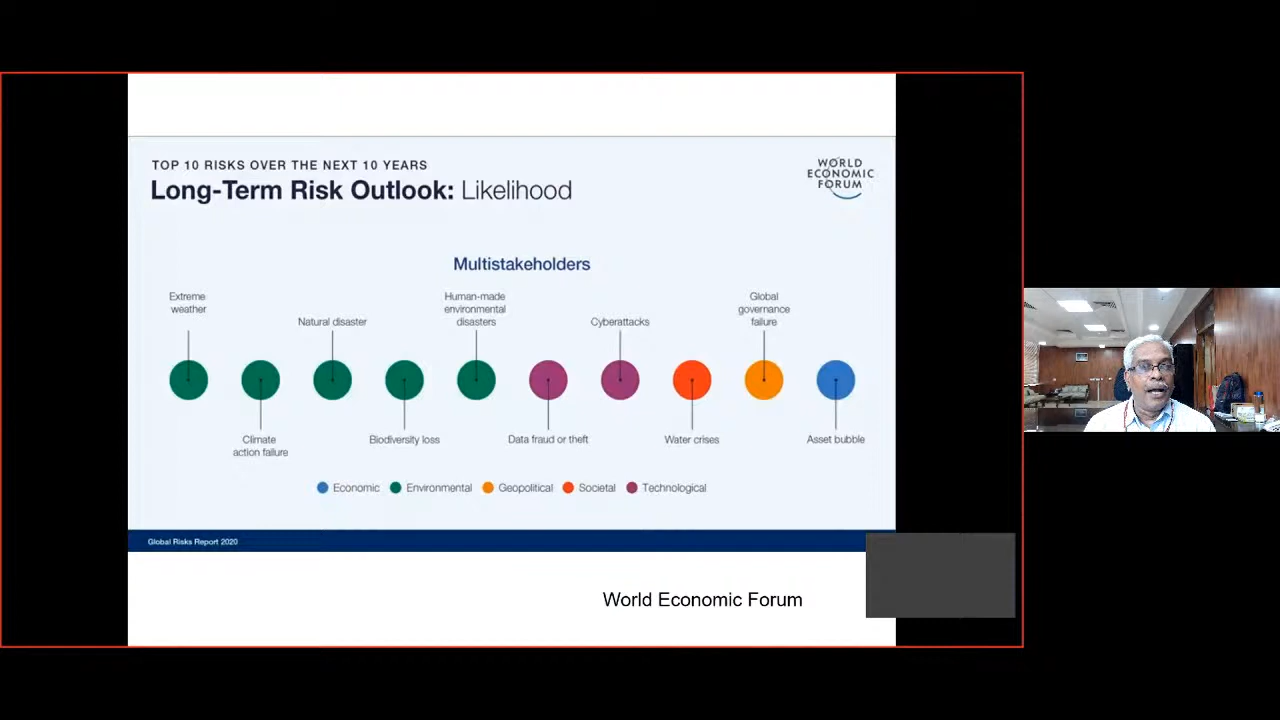 TOP 10 RISKS OVER THE NEXT 10 YEARS
Long-Term Risk Outlook: Likelihood
WORLD
ECONOMIC
FORUM
Multistakeholders
Extreme
weather
Natural disaster
Human-made
environmental
disasters
Cyberattacks
Global
governance
failure
Climate
action failure
Biodiversity loss
Data fraud or theft
Water crises
Asset bubble
Economic
Environmental
Geopolitical
Societal
Technological
Global Risks Report 2020
World Economic Forum